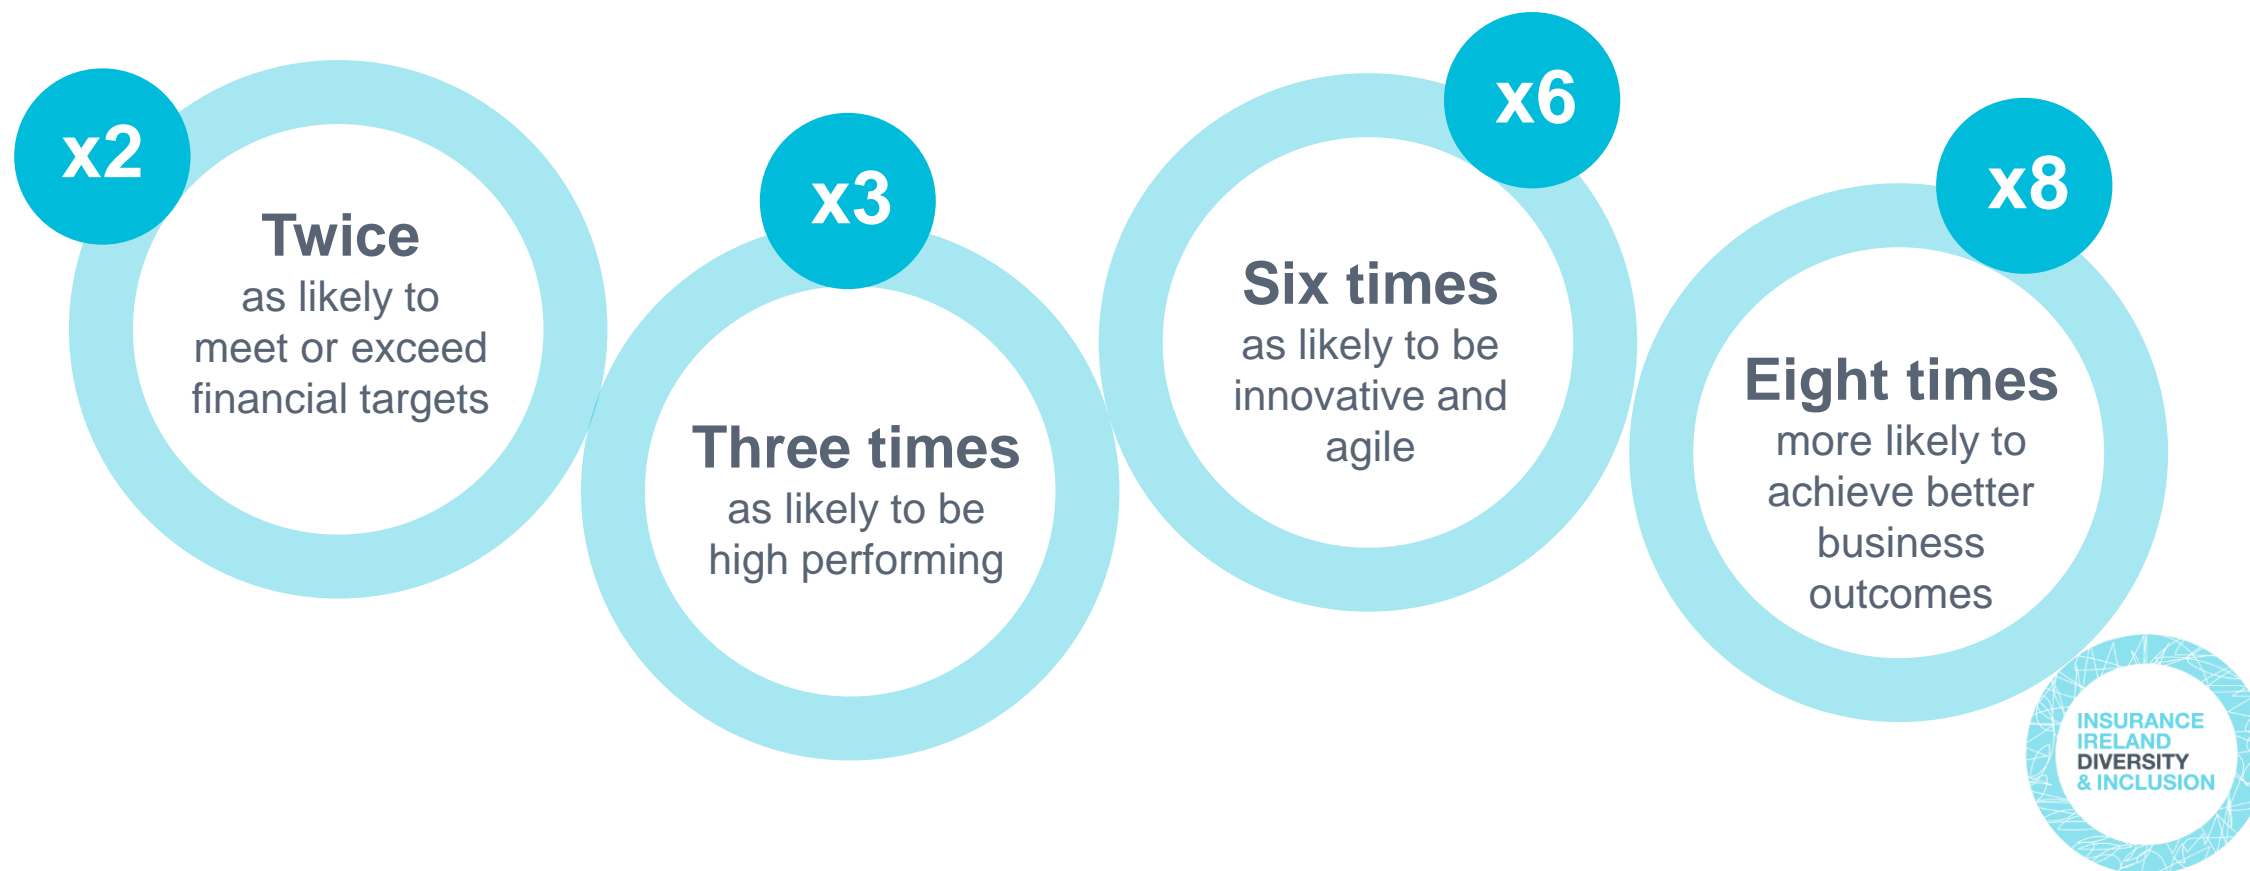 x2
Twice
as likely to
meet or exceed
financial targets
x3
Three times
as likely to be
high performing
x6
Six times
as likely to be
innovative and
agile
x8
Eight times
more likely to
achieve better
business
outcomes
INSURANCE
IRELAND
DIVERSITY
& INCLUSION